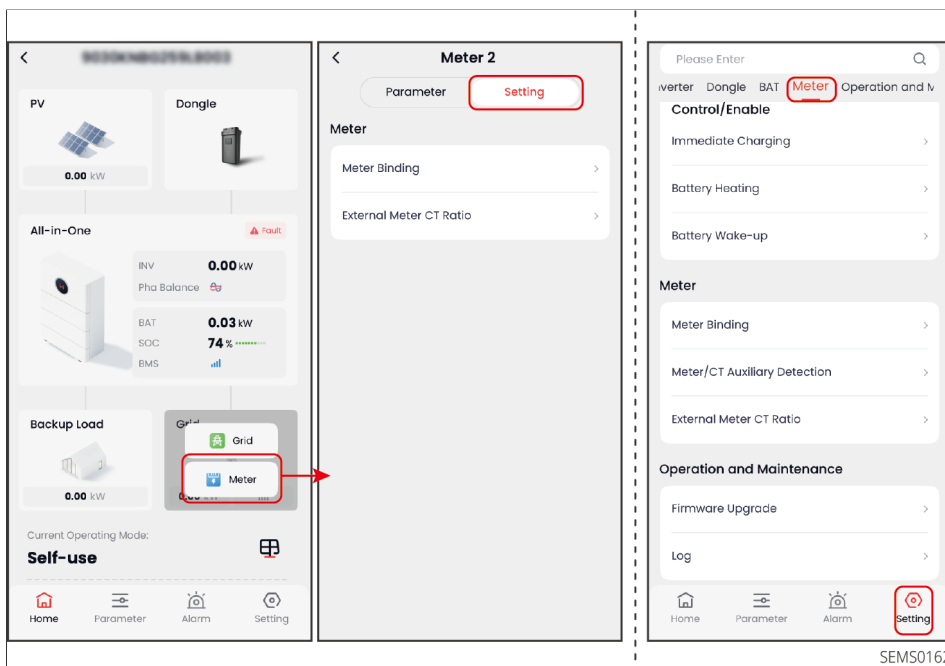 PV
0.00 kW
Dongle
All-in-One
Fault
INV 0.00 kW
Pha Balance
BAT 0.03 kW
SOC 74 %
BMS
Backup Load
0.00 kW
Grid
Grid
Meter
Current Operating Mode:
Self-use
Home Parameter Alarm Setting
Meter 2
Parameter Setting
Meter
Meter Binding
External Meter CT Ratio
Please Enter
verter Dongle BAT Meter Operation and M
Control/Enable
Immediate Charging
Battery Heating
Battery Wake-up
Meter
Meter Binding
Meter/CT Auxiliary Detection
External Meter CT Ratio
Operation and Maintenance
Firmware Upgrade
Log
Home Parameter Alarm Setting
SEMS0162